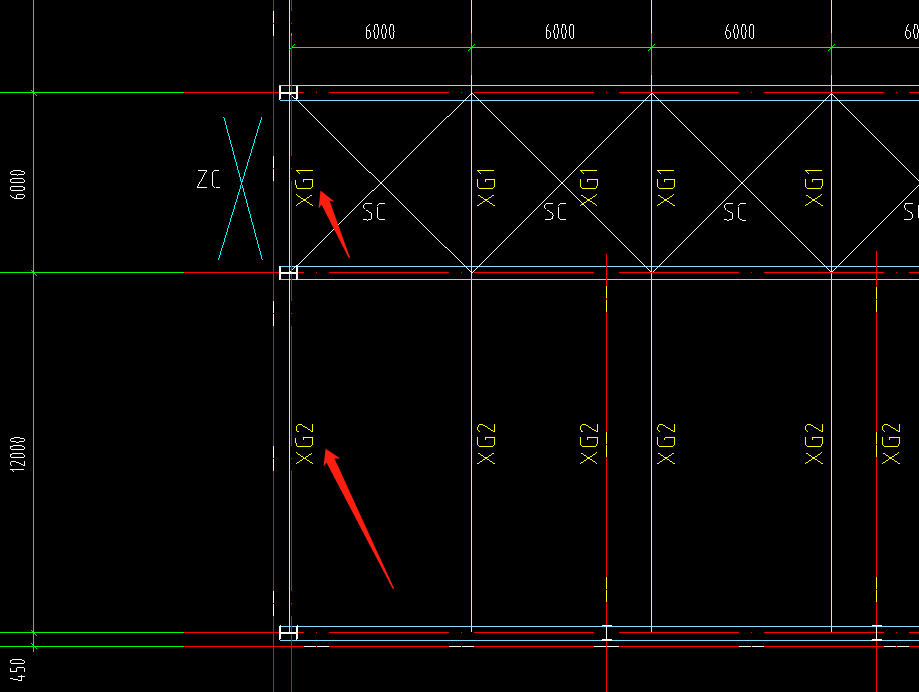 6000 6000 6000 60
6000
ZC
XG1 XG1 XG1 XG1 XG1
SC SC SC SC
12000
XG2 XG2 XG2 XG2 XG2 XG2
450